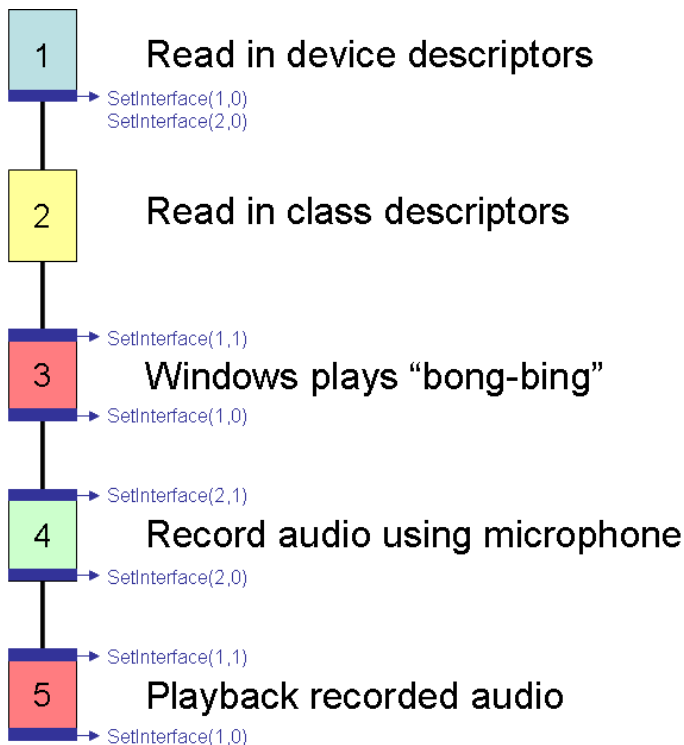 1
Read in device descriptors
SetInterface(1,0)
SetInterface(2,0)
2
Read in class descriptors
SetInterface(1,1)
3
Windows plays “bong-bing”
SetInterface(1,0)
SetInterface(2,1)
4
Record audio using microphone
SetInterface(2,0)
SetInterface(1,1)
5
Playback recorded audio
SetInterface(1,0)